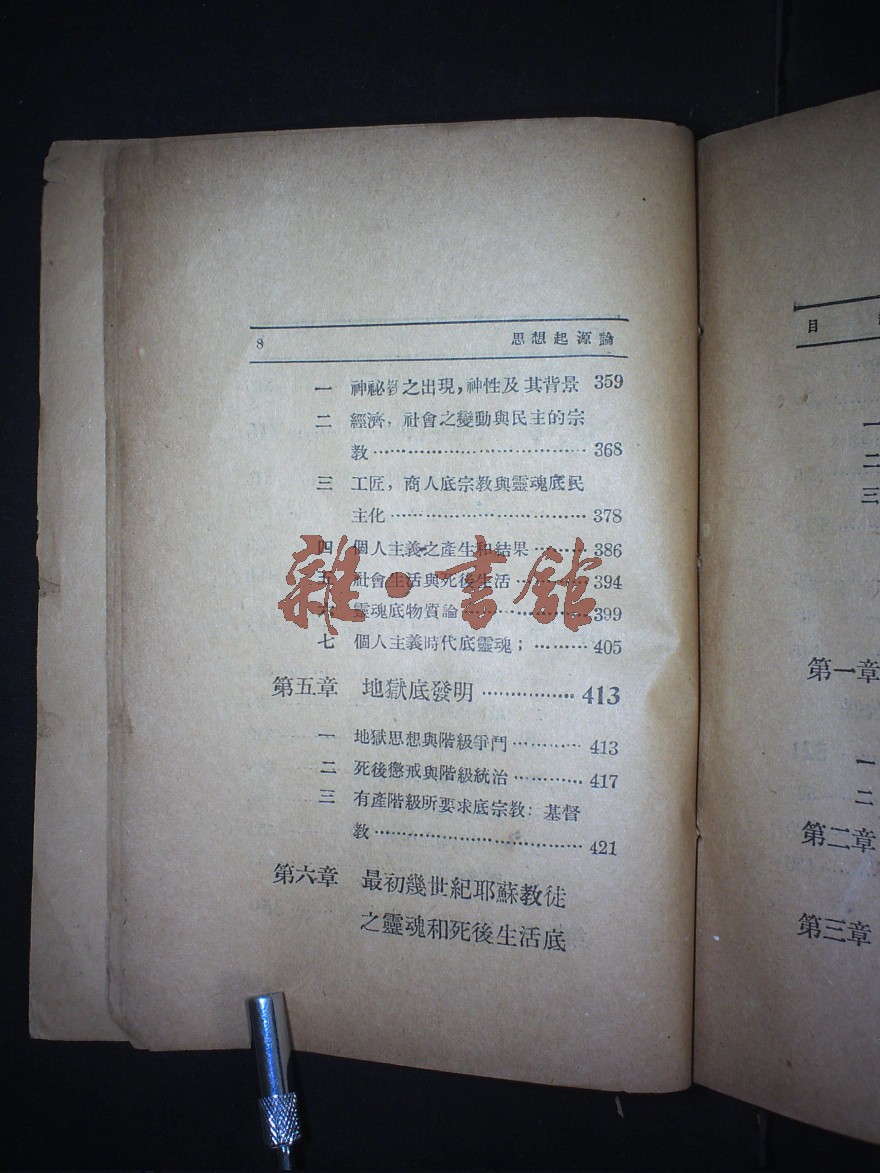 8 思想起源論
一 神祕劇之出現，神性及其背景 359
二 經濟，社會之變動與民主的宗
教……………………………… 368
三 工匠，商人底宗教與靈魂底民
主化…………………………… 378
四 個人主義之產生和結果……… 386
五 社會生活與死後生活………… 394
六 靈魂底物質論………………… 399
七 個人主義時代底靈魂；……… 405
第五章 地獄底發明…………… 413
一 地獄思想與階級爭鬥………… 413
二 死後懲戒與階級統治………… 417
三 有產階級所要求底宗教：基督
教……………………………… 421
第六章 最初幾世紀耶蘇教徒
之靈魂和死後生活底
雜·書館
目
一
二
三
第一章
一
二
第二章
第三章